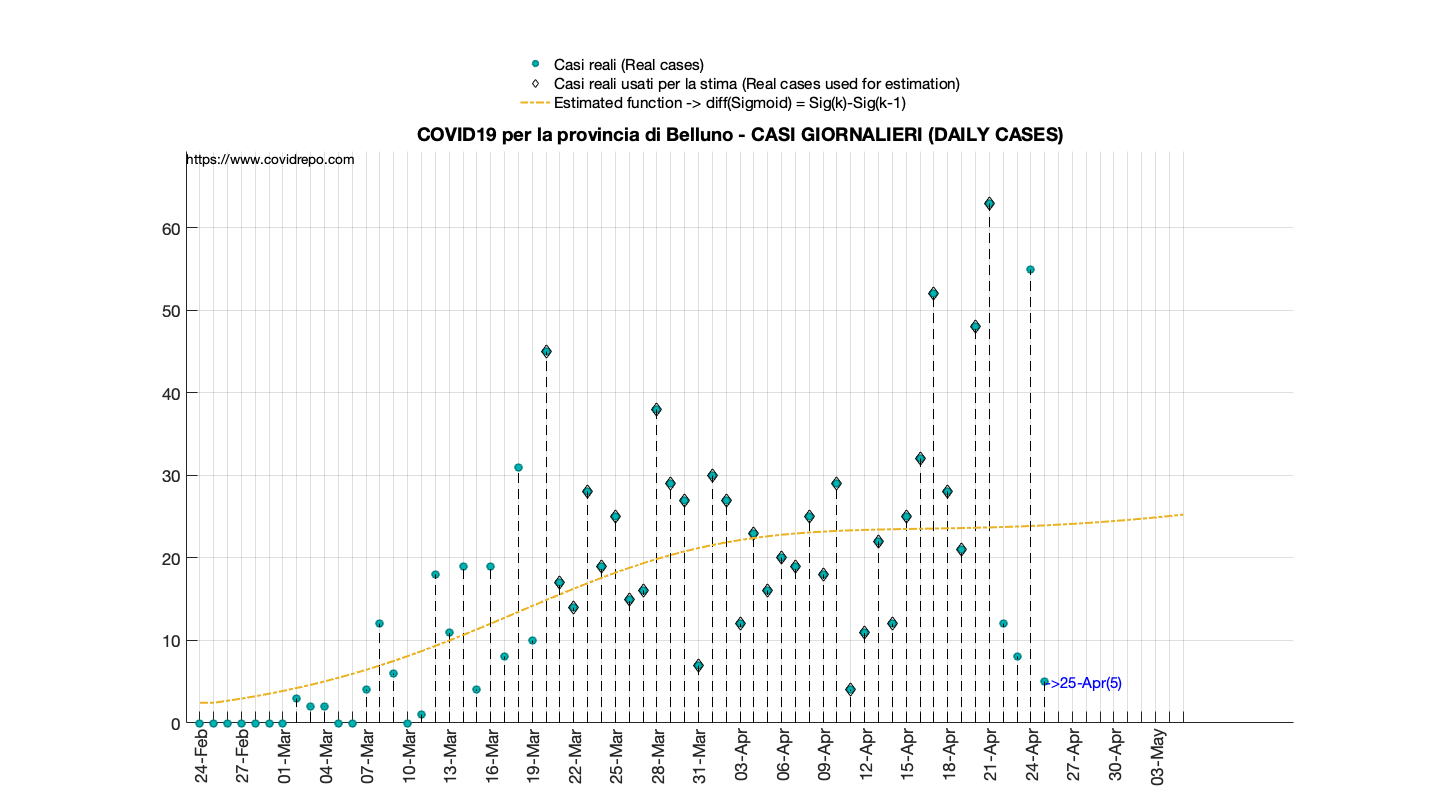 Casi reali (Real cases)
Casi reali usati per la stima (Real cases used for estimation)
Estimated function -> diff(Sigmoid) = Sig(k)-Sig(k-1)
COVID19 per la provincia di Belluno - CASI GIORNALIERI (DAILY CASES)
https://www.covidrepo.com
60
50
40
30
20
10
0
->25-Apr(5)
24-Feb
27-Feb
01-Mar
04-Mar
07-Mar
10-Mar
13-Mar
16-Mar
19-Mar
22-Mar
25-Mar
28-Mar
31-Mar
03-Apr
06-Apr
09-Apr
12-Apr
15-Apr
18-Apr
21-Apr
24-Apr
27-Apr
30-Apr
03-May